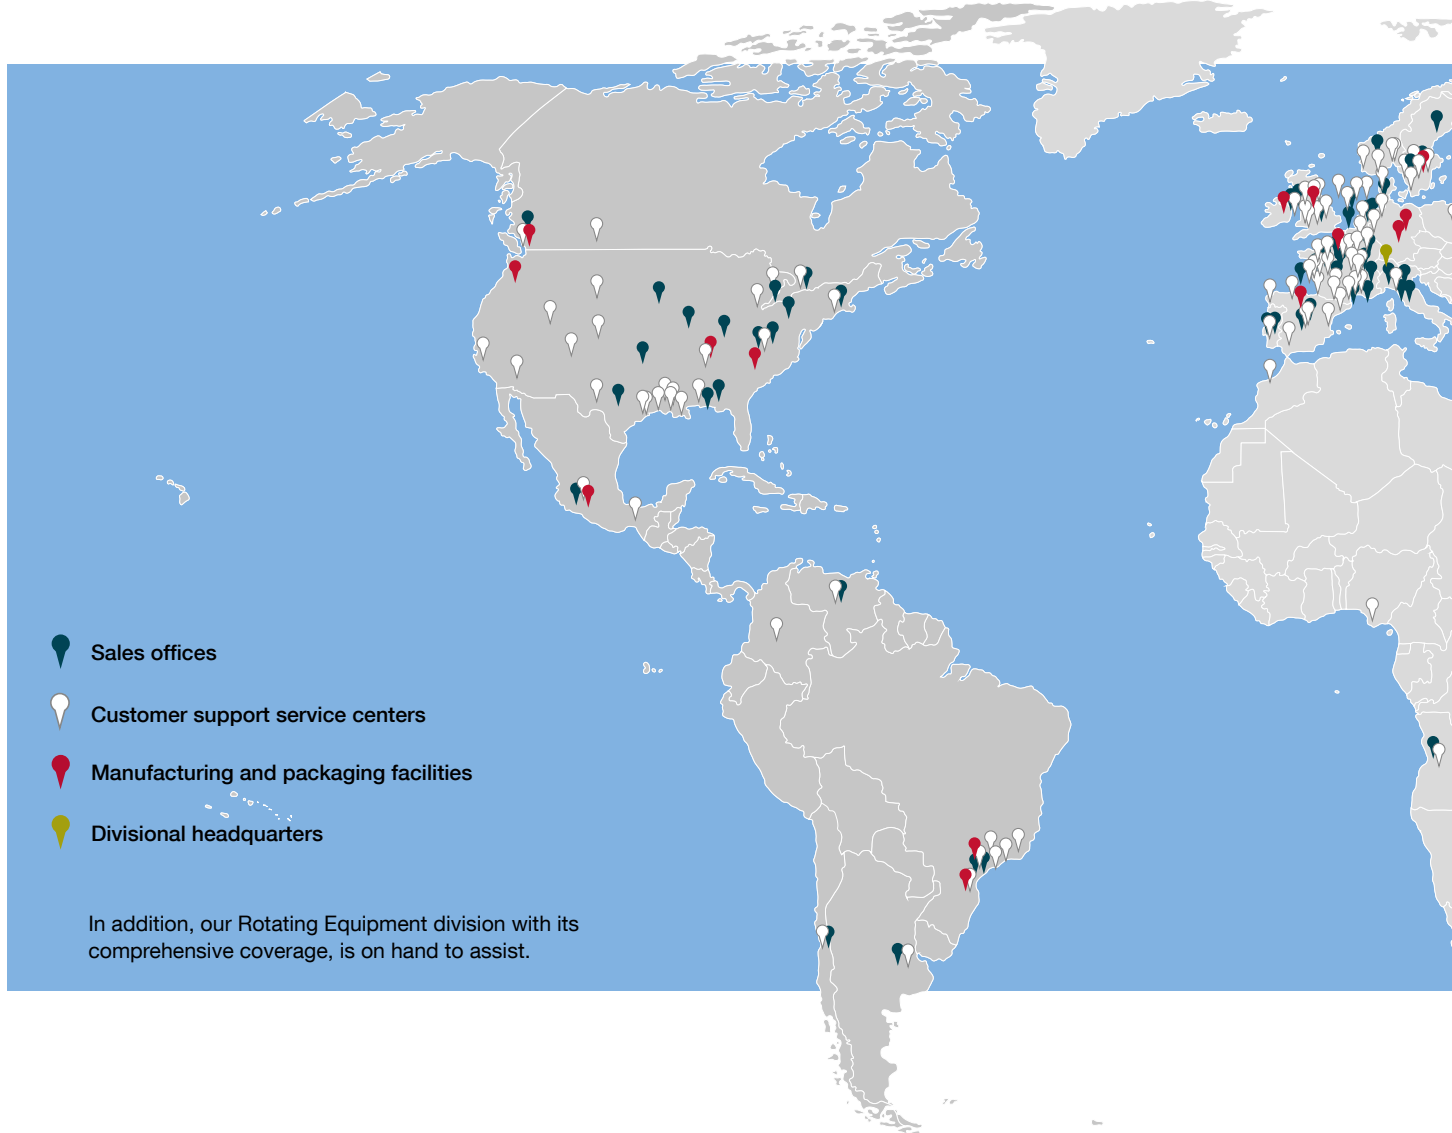 Sales offices
Customer support service centers
Manufacturing and packaging facilities
Divisional headquarters
In addition, our Rotating Equipment division with its
comprehensive coverage, is on hand to assist.